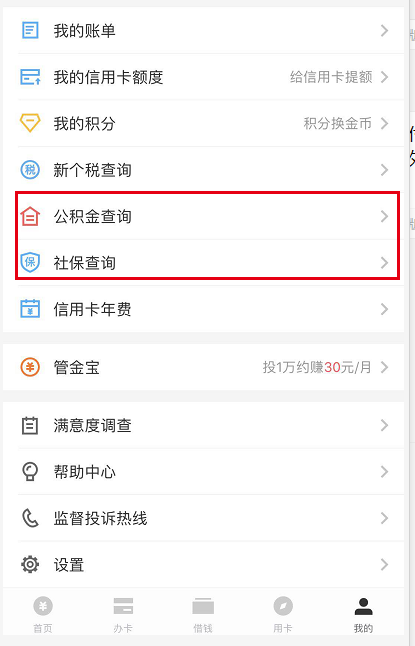 我的账单
我的信用卡额度 给信用卡提额
我的积分 积分换金币
税 新个税查询
公积金查询
保 社保查询
信用卡年费
管金宝 投1万约赚30元/月
满意度调查
帮助中心
监督投诉热线
设置
首页 办卡 借钱 用卡 我的